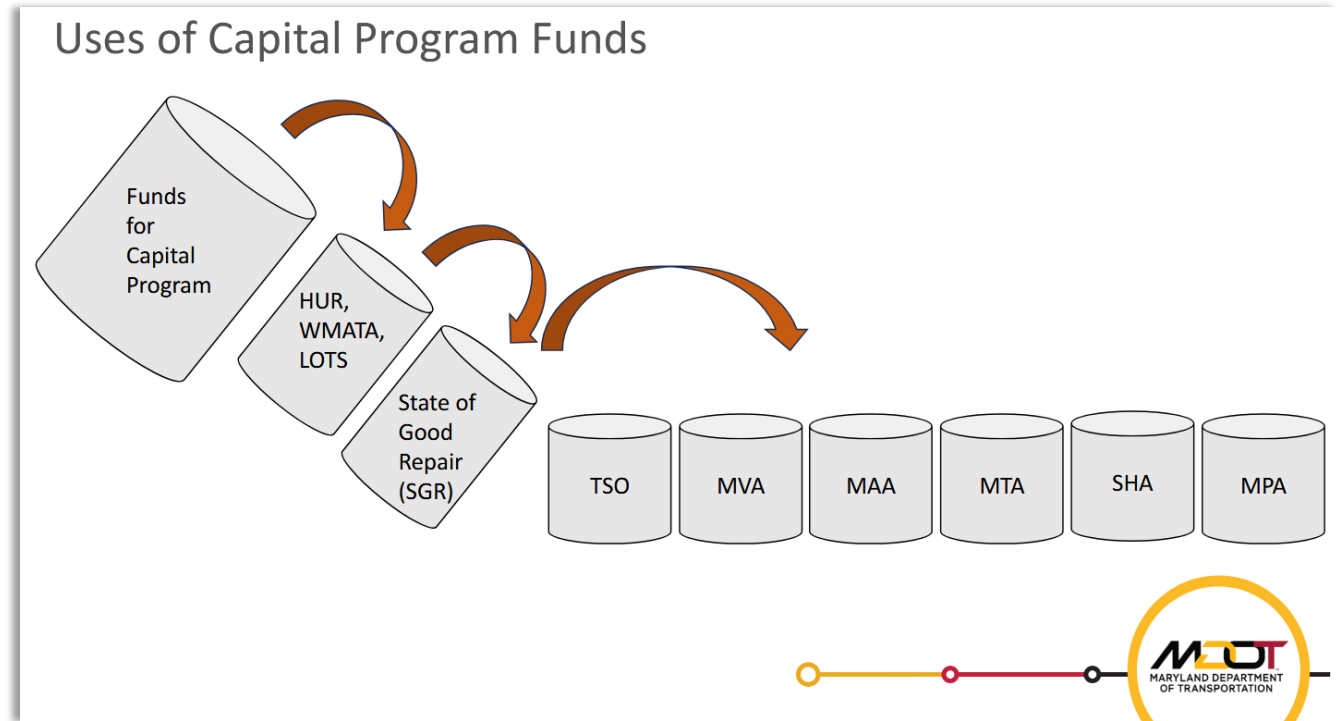 Uses of Capital Program Funds
Funds
for
Capital
Program
HUR,
WMATA,
LOTS
State of
Good
Repair
(SGR)
TSO
MVA
MAA
MTA
SHA
MPA
MDOT
MARYLAND DEPARTMENT
OF TRANSPORTATION